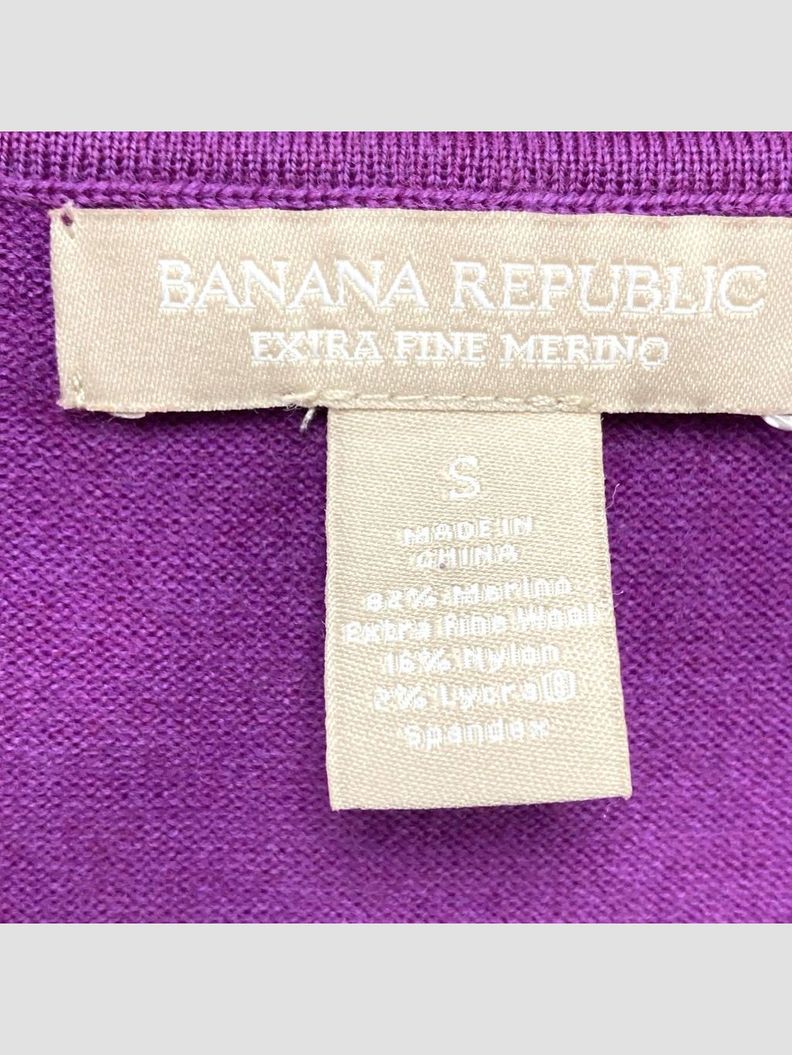 BANANA REPUBLIC
EXTRA FINE MERINO
S
MADE IN
CHINA
82% Merino
Extra Fine Wool
16% Nylon
2% Lycra®
Spandex